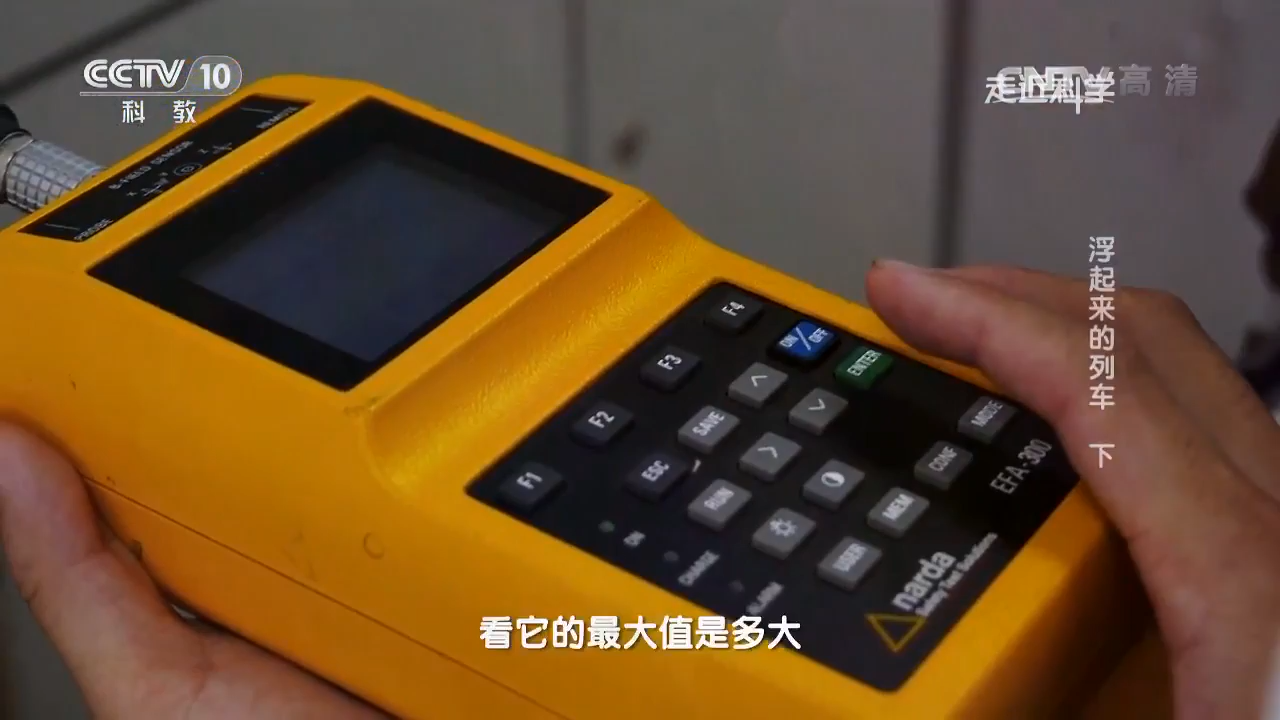 CCTV 10
科教
走近科学
高清
浮起来的列车 下
B-FIELD SENSOR
REMOTE
PROBE
F4
ON/OFF
F3
ENTER
F2
SAVE
MODE
F1
ESC
CONF
EFA-300
RUN
MEM
USER
ON
CHARGE
ALARM
narda
Safety Test Solutions
看它的最大值是多大